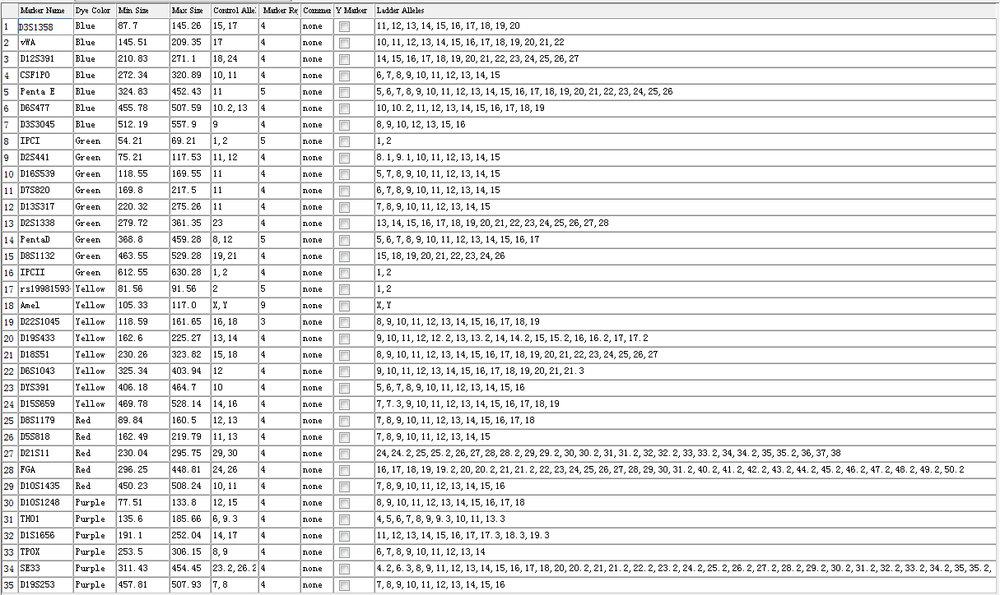 Marker Name Dye Color Min Size Max Size Control Alle Marker Re Commer Y Marker Ladder Alleles
1 D3S1358 Blue 87.7 145.26 15,17 4 none 11,12,13,14,15,16,17,18,19,20
2 vWA Blue 145.51 209.35 17 4 none 10,11,12,13,14,15,16,17,18,19,20,21,22
3 D12S391 Blue 210.83 271.1 18,24 4 none 14,15,16,17,18,19,20,21,22,23,24,25,26,27
4 CSF1PO Blue 272.34 320.89 10,11 4 none 6,7,8,9,10,11,12,13,14,15
5 Penta E Blue 324.83 452.43 11 5 none 5,6,7,8,9,10,11,12,13,14,15,16,17,18,19,20,21,22,23,24,25,26
6 D6S477 Blue 455.78 507.59 10.2,13 4 none 10,10.2,11,12,13,14,15,16,17,18,19
7 D3S3045 Blue 512.19 557.9 9 4 none 8,9,10,12,13,15,16
8 IPCI Green 54.21 69.21 1,2 5 none 1,2
9 D2S441 Green 75.21 117.53 11,12 4 none 8.1,9.1,10,11,12,13,14,15
10 D16S539 Green 118.55 169.55 11 4 none 5,7,8,9,10,11,12,13,14,15
11 D7S820 Green 169.8 217.5 11 4 none 6,7,8,9,10,11,12,13,14,15
12 D13S317 Green 220.32 275.26 11 4 none 7,8,9,10,11,12,13,14,15
13 D2S1338 Green 279.72 361.35 23 4 none 13,14,15,16,17,18,19,20,21,22,23,24,25,26,27,28
14 PentaD Green 368.8 459.28 8,12 5 none 5,6,7,8,9,10,11,12,13,14,15,16,17
15 D8S1132 Green 463.55 529.28 19,21 4 none 15,18,19,20,21,22,23,24,26
16 IPCII Green 612.55 630.28 1,2 4 none 1,2
17 rs19981593 Yellow 81.56 91.56 2 5 none 1,2
18 Amel Yellow 105.33 117.0 X,Y 9 none X,Y
19 D22S1045 Yellow 118.59 161.65 16,18 3 none 8,9,10,11,12,13,14,15,16,17,18,19
20 D19S433 Yellow 162.6 225.27 13,14 4 none 9,10,11,12,12.2,13,13.2,14,14.2,15,15.2,16,16.2,17,17.2
21 D18S51 Yellow 230.26 323.82 15,18 4 none 8,9,10,11,12,13,14,15,16,17,18,19,20,21,22,23,24,25,26,27
22 D6S1043 Yellow 325.34 403.94 12 4 none 9,10,11,12,13,14,15,16,17,18,19,20,21,21.3
23 DYS391 Yellow 406.18 464.7 10 4 none 5,6,7,8,9,10,11,12,13,14,15,16
24 D15S659 Yellow 469.78 528.14 14,16 4 none 7,7.3,9,10,11,12,13,14,15,16,17,18,19
25 D8S1179 Red 89.84 160.5 12,13 4 none 7,8,9,10,11,12,13,14,15,16,17,18
26 D5S818 Red 162.49 219.79 11,13 4 none 7,8,9,10,11,12,13,14,15
27 D21S11 Red 230.04 295.75 29,30 4 none 24,24.2,25,25.2,26,27,28,28.2,29,29.2,30,30.2,31,31.2,32,32.2,33,33.2,34,34.2,35,35.2,36,37,38
28 FGA Red 296.25 448.81 24,26 4 none 16,17,18,19,19.2,20,20.2,21,21.2,22,23,24,25,26,27,28,29,30,31.2,40.2,41.2,42.2,43.2,44.2,45.2,46.2,47.2,48.2,49.2,50.2
29 D10S1435 Red 450.23 508.24 10,11 4 none 7,8,9,10,11,12,13,14,15,16
30 D10S1248 Purple 77.51 133.8 12,15 4 none 8,9,10,11,12,13,14,15,16,17,18
31 TH01 Purple 135.6 185.66 6,9.3 4 none 4,5,6,7,8,9,9.3,10,11,13.3
32 D1S1656 Purple 191.1 252.04 14,17 4 none 11,12,13,14,15,16,17,17.3,18.3,19.3
33 TPOX Purple 253.5 306.15 8,9 4 none 6,7,8,9,10,11,12,13,14
34 SE33 Purple 311.43 454.45 23.2,26.2 4 none 4.2,6.3,8,9,11,12,13,14,15,16,17,18,20,20.2,21,21.2,22.2,23.2,24.2,25.2,26.2,27.2,28.2,29.2,30.2,31.2,32.2,33.2,34.2,35,35.2,
35 D19S253 Purple 457.81 507.93 7,8 4 none 7,8,9,10,11,12,13,14,15,16